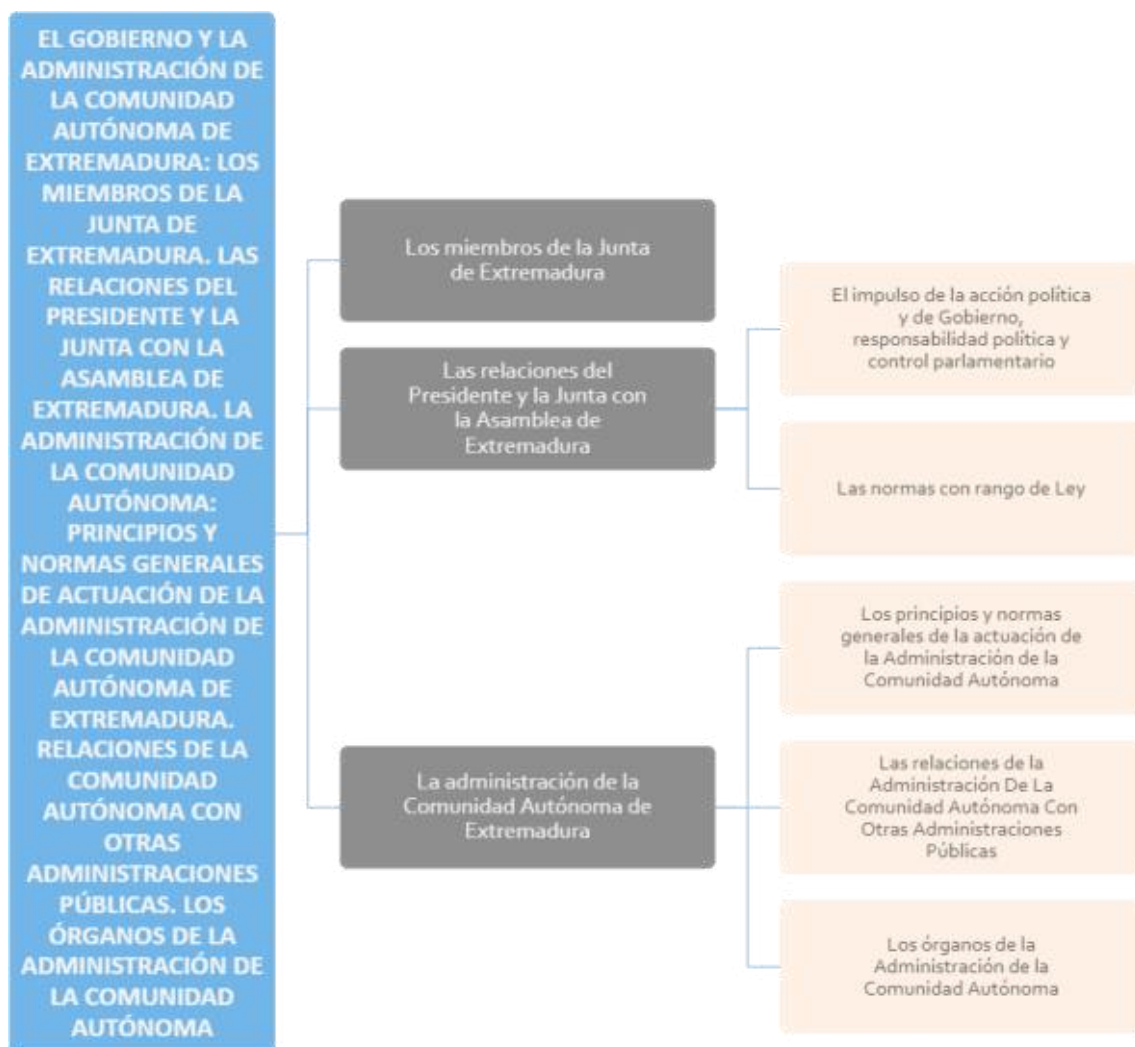 EL GOBIERNO Y LA
ADMINISTRACIÓN DE
LA COMUNIDAD
AUTÓNOMA DE
EXTREMADURA: LOS
MIEMBROS DE LA
JUNTA DE
EXTREMADURA. LAS
RELACIONES DEL
PRESIDENTE Y LA
JUNTA CON LA
ASAMBLEA DE
EXTREMADURA. LA
ADMINISTRACIÓN DE
LA COMUNIDAD
AUTÓNOMA:
PRINCIPIOS Y
NORMAS GENERALES
DE ACTUACIÓN DE LA
ADMINISTRACIÓN DE
LA COMUNIDAD
AUTÓNOMA DE
EXTREMADURA.
RELACIONES DE LA
COMUNIDAD
AUTÓNOMA CON
OTRAS
ADMINISTRACIONES
PÚBLICAS. LOS
ÓRGANOS DE LA
ADMINISTRACIÓN DE
LA COMUNIDAD
AUTÓNOMA
Los miembros de la Junta
de Extremadura
Las relaciones del
Presidente y la Junta con
la Asamblea de
Extremadura
El impulso de la acción política
y de Gobierno,
responsabilidad política y
control parlamentario
Las normas con rango de Ley
La administración de la
Comunidad Autónoma de
Extremadura
Los principios y normas
generales de la actuación de
la Administración de la
Comunidad Autónoma
Las relaciones de la
Administración De La
Comunidad Autónoma Con
Otras Administraciones
Públicas
Los órganos de la
Administración de la
Comunidad Autónoma